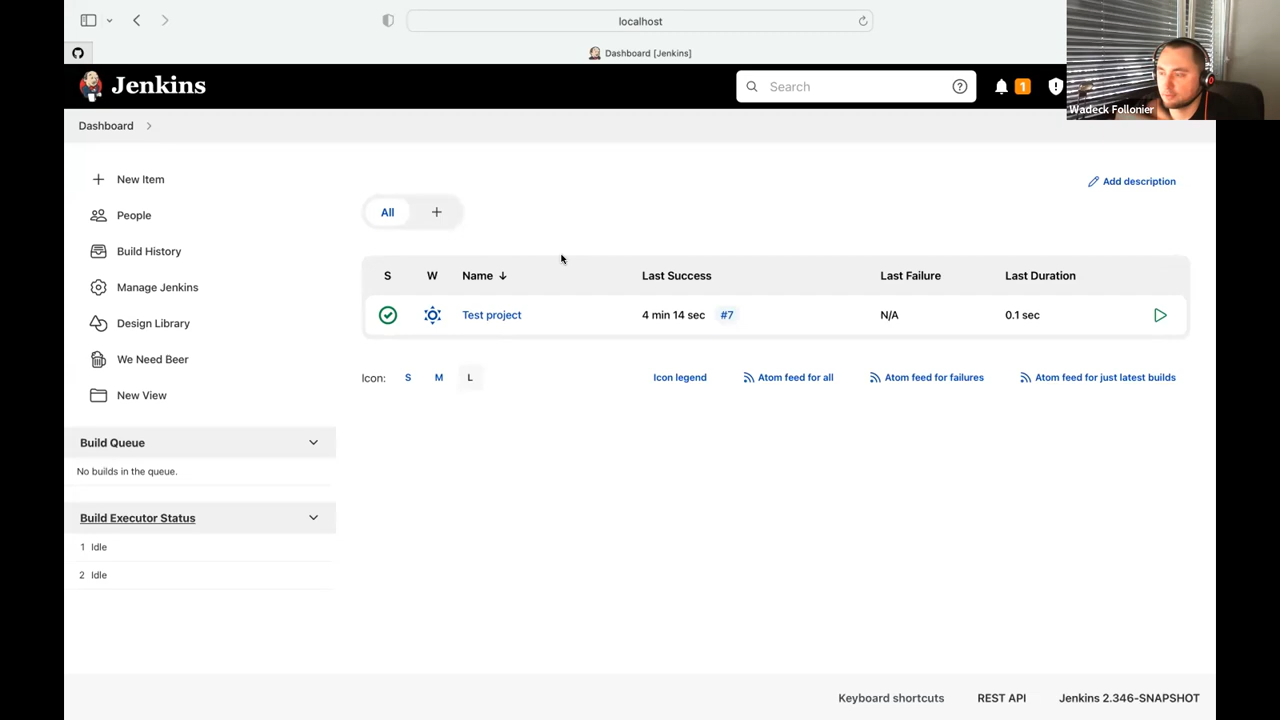 localhost
Dashboard [Jenkins]
Jenkins
Search
1
Wadeck Follonier
Dashboard
New Item
People
Build History
Manage Jenkins
Design Library
We Need Beer
New View
Build Queue
No builds in the queue.
Build Executor Status
1 Idle
2 Idle
Add description
All +
S W Name ↓ Last Success Last Failure Last Duration
Test project 4 min 14 sec #7 N/A 0.1 sec
Icon: S M L Icon legend Atom feed for all Atom feed for failures Atom feed for just latest builds
Keyboard shortcuts REST API Jenkins 2.346-SNAPSHOT